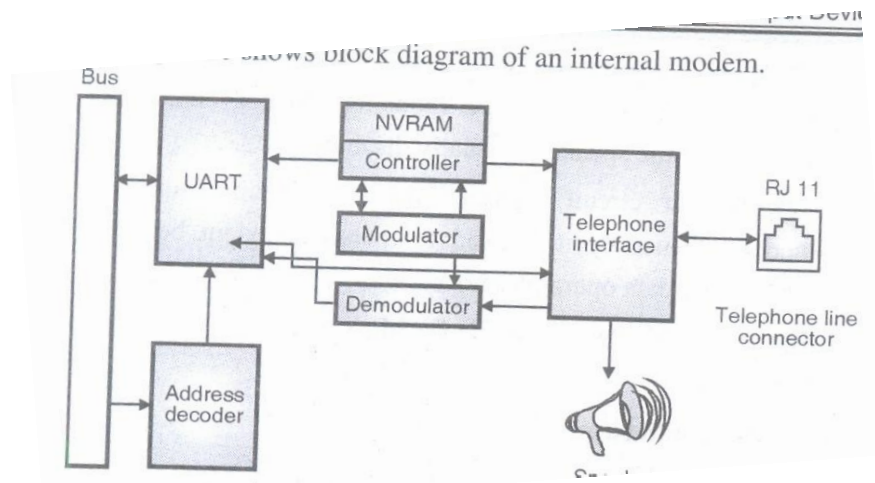 block diagram of an internal modem.
Bus
NVRAM
Controller
UART
RJ 11
Modulator
Telephone
interface
Demodulator
Telephone line
connector
Address
decoder